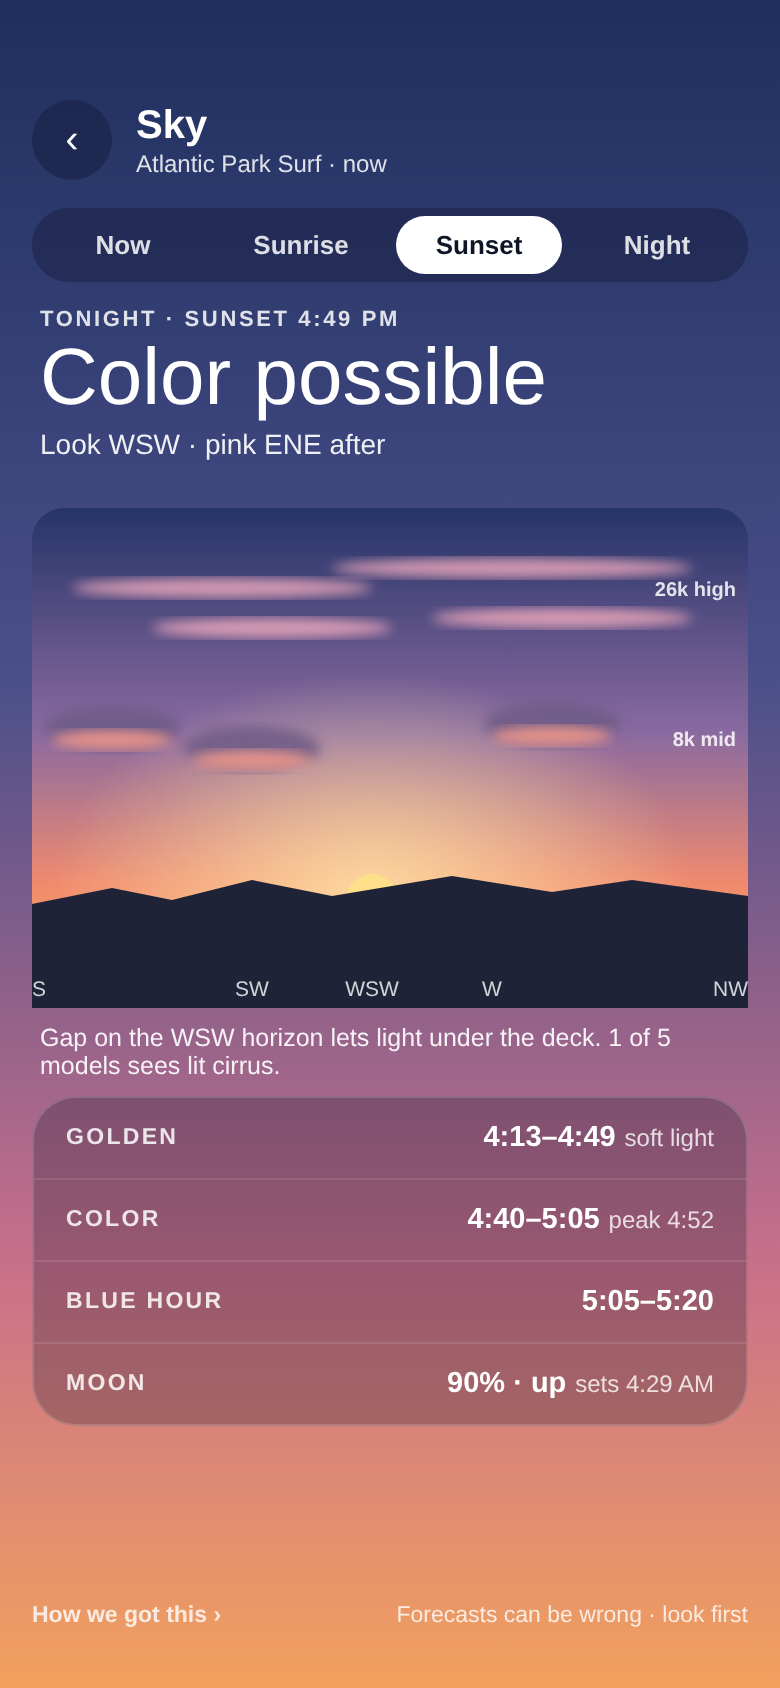 ‹
Sky
Atlantic Park Surf · now
Now Sunrise Sunset Night
TONIGHT · SUNSET 4:49 PM
Color possible
Look WSW · pink ENE after
26k high
8k mid
S SW WSW W NW
Gap on the WSW horizon lets light under the deck. 1 of 5
models sees lit cirrus.
GOLDEN 4:13–4:49 soft light
COLOR 4:40–5:05 peak 4:52
BLUE HOUR 5:05–5:20
MOON 90% · up sets 4:29 AM
How we got this › Forecasts can be wrong · look first